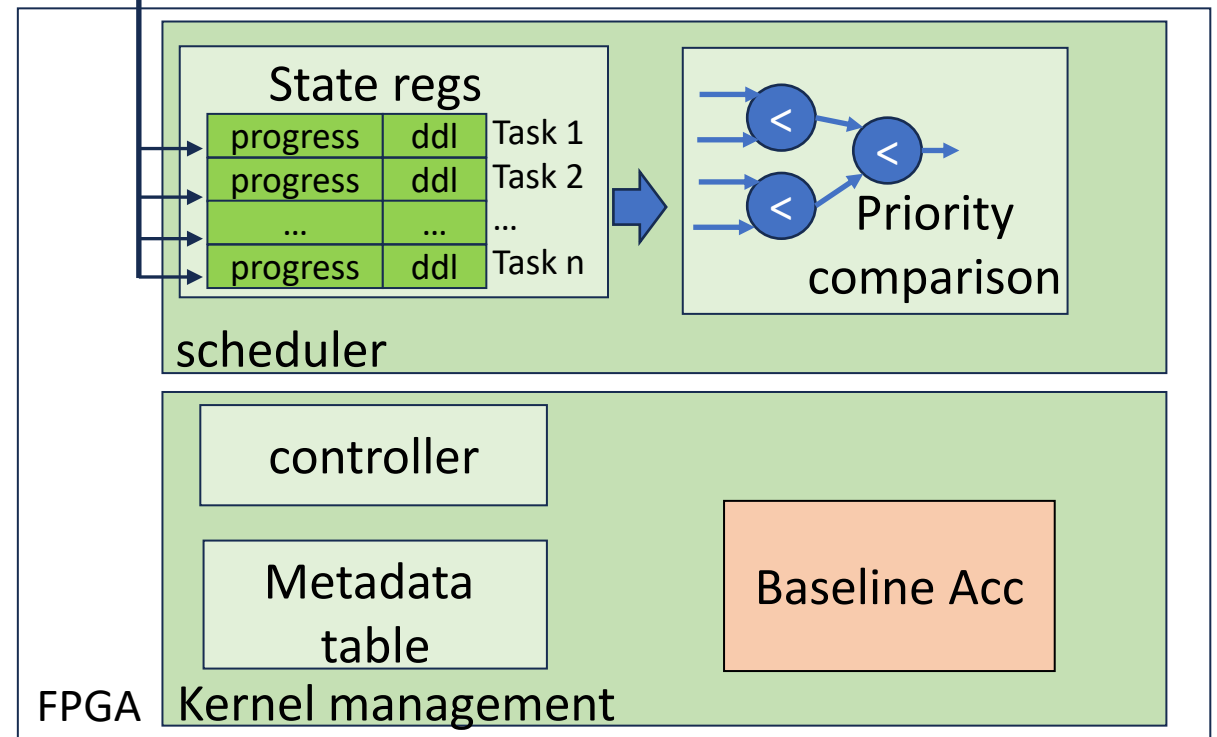 State regs
progress ddl Task 1
progress ddl Task 2
... ... ...
progress ddl Task n
< < <
Priority
comparison
scheduler
controller
Metadata
table
Baseline Acc
Kernel management
FPGA